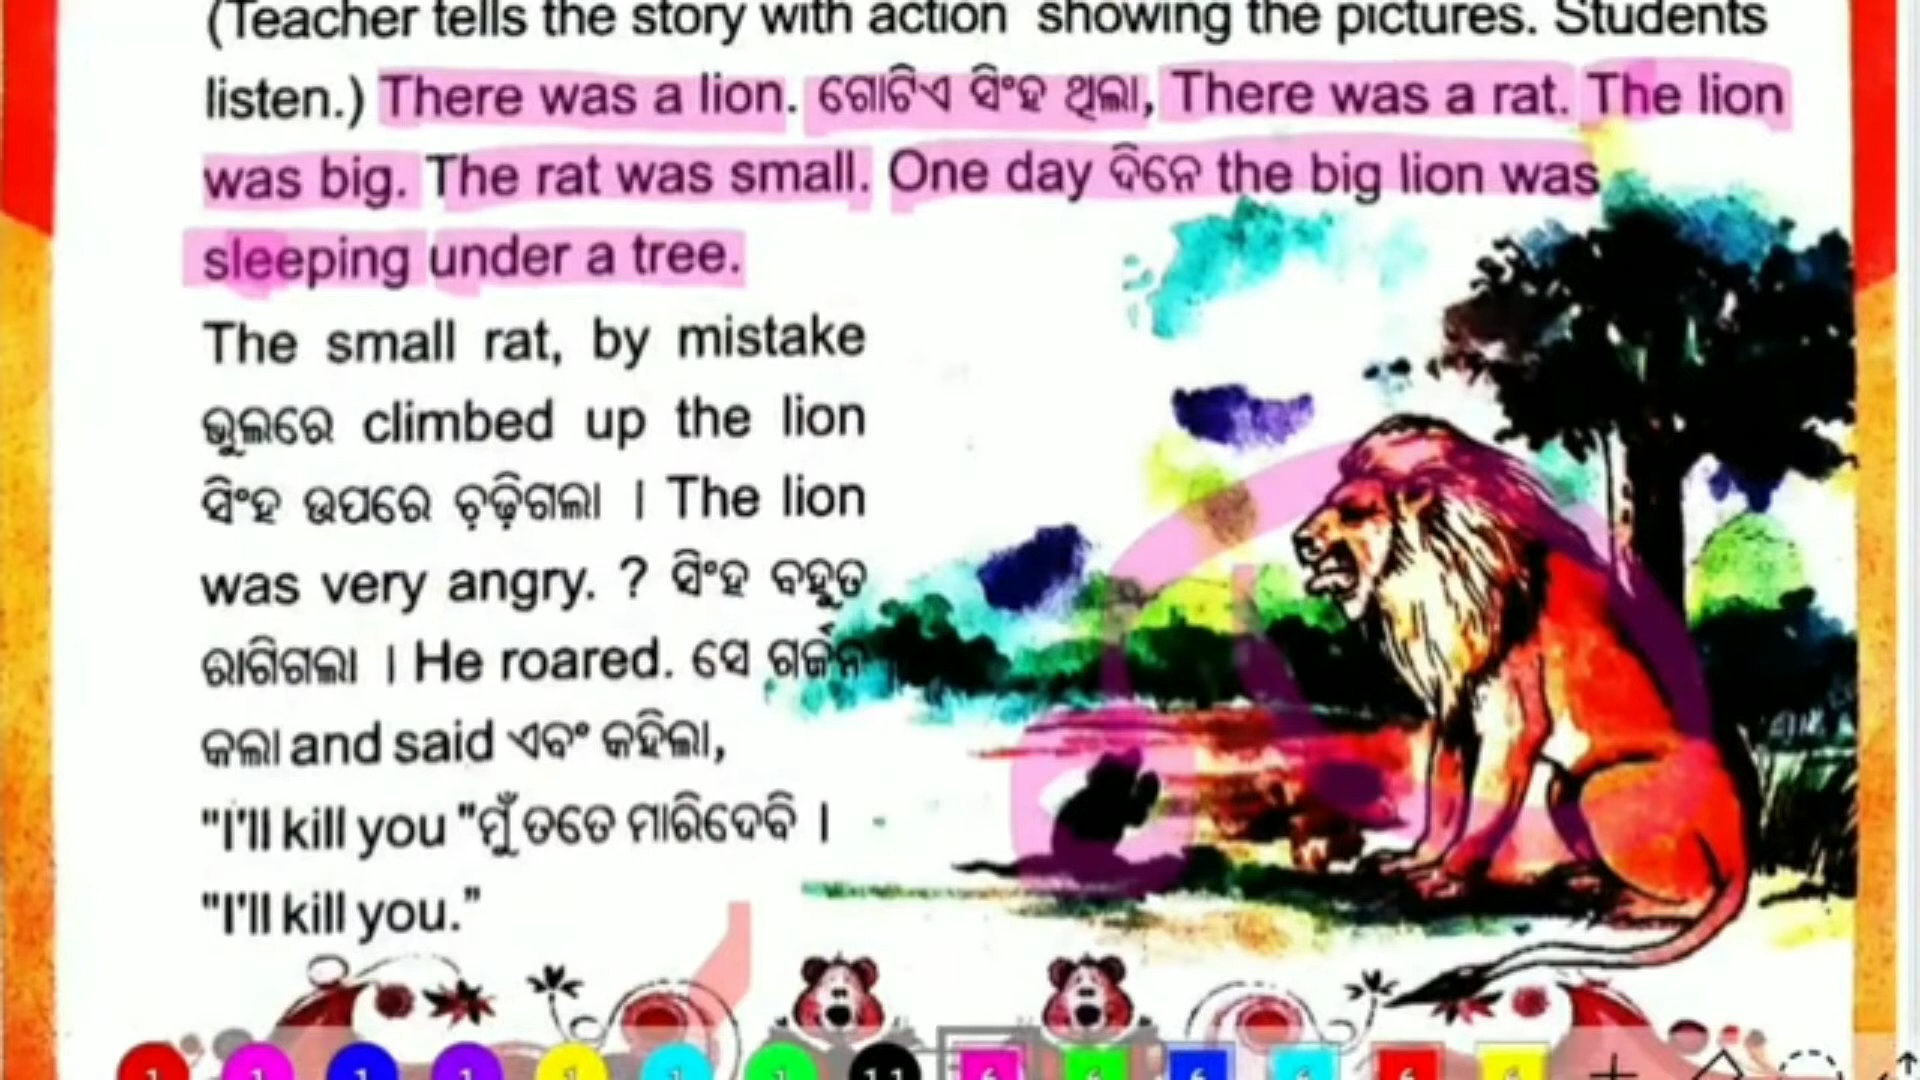 (Teacher tells the story with action showing the pictures. Students
listen.) There was a lion. ଗୋଟିଏ ସିଂହ ଥିଲା, There was a rat. The lion
was big. The rat was small. One day ଦିନେ the big lion was
sleeping under a tree.
The small rat, by mistake
ଭୁଲରେ climbed up the lion
ସିଂହ ଉପରେ ଚଢ଼ିଗଲା । The lion
was very angry. ? ସିଂହ ବହୁତ
ରାଗିଗଲା । He roared. ସେ ଗର୍ଜନ
କଲା and said ଏବଂ କହିଲା,
"I'll kill you "ମୁଁ ତତେ ମାରିଦେବି ।
"I'll kill you."